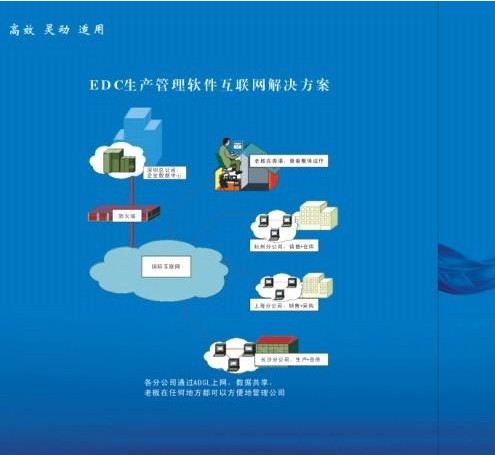 高效 灵动 适用
EDC生产管理软件互联网解决方案
深圳总公司:
企业数据中心
老板在香港，查看整体运作
防火墙
杭州分公司，销售+仓库
国际互联网
上海分公司，销售+采购
长沙分公司，生产+仓库
各分公司通过ADGL上网，数据共享，
老板在任何地方都可以方便地管理公司